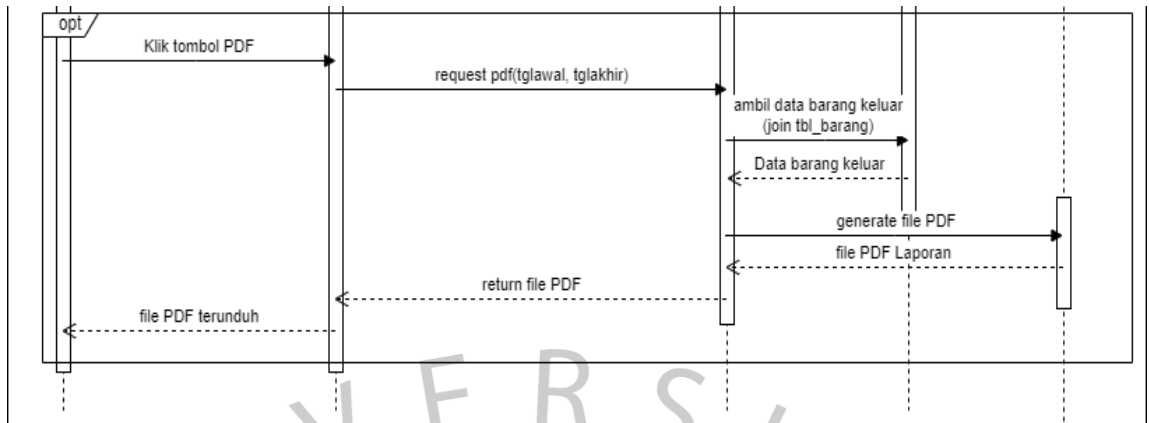 opt
Klik tombol PDF
request pdf(tglawal, tglakhir)
ambil data barang keluar
(join tbl_barang)
Data barang keluar
generate file PDF
file PDF Laporan
return file PDF
file PDF terunduh
V E R S